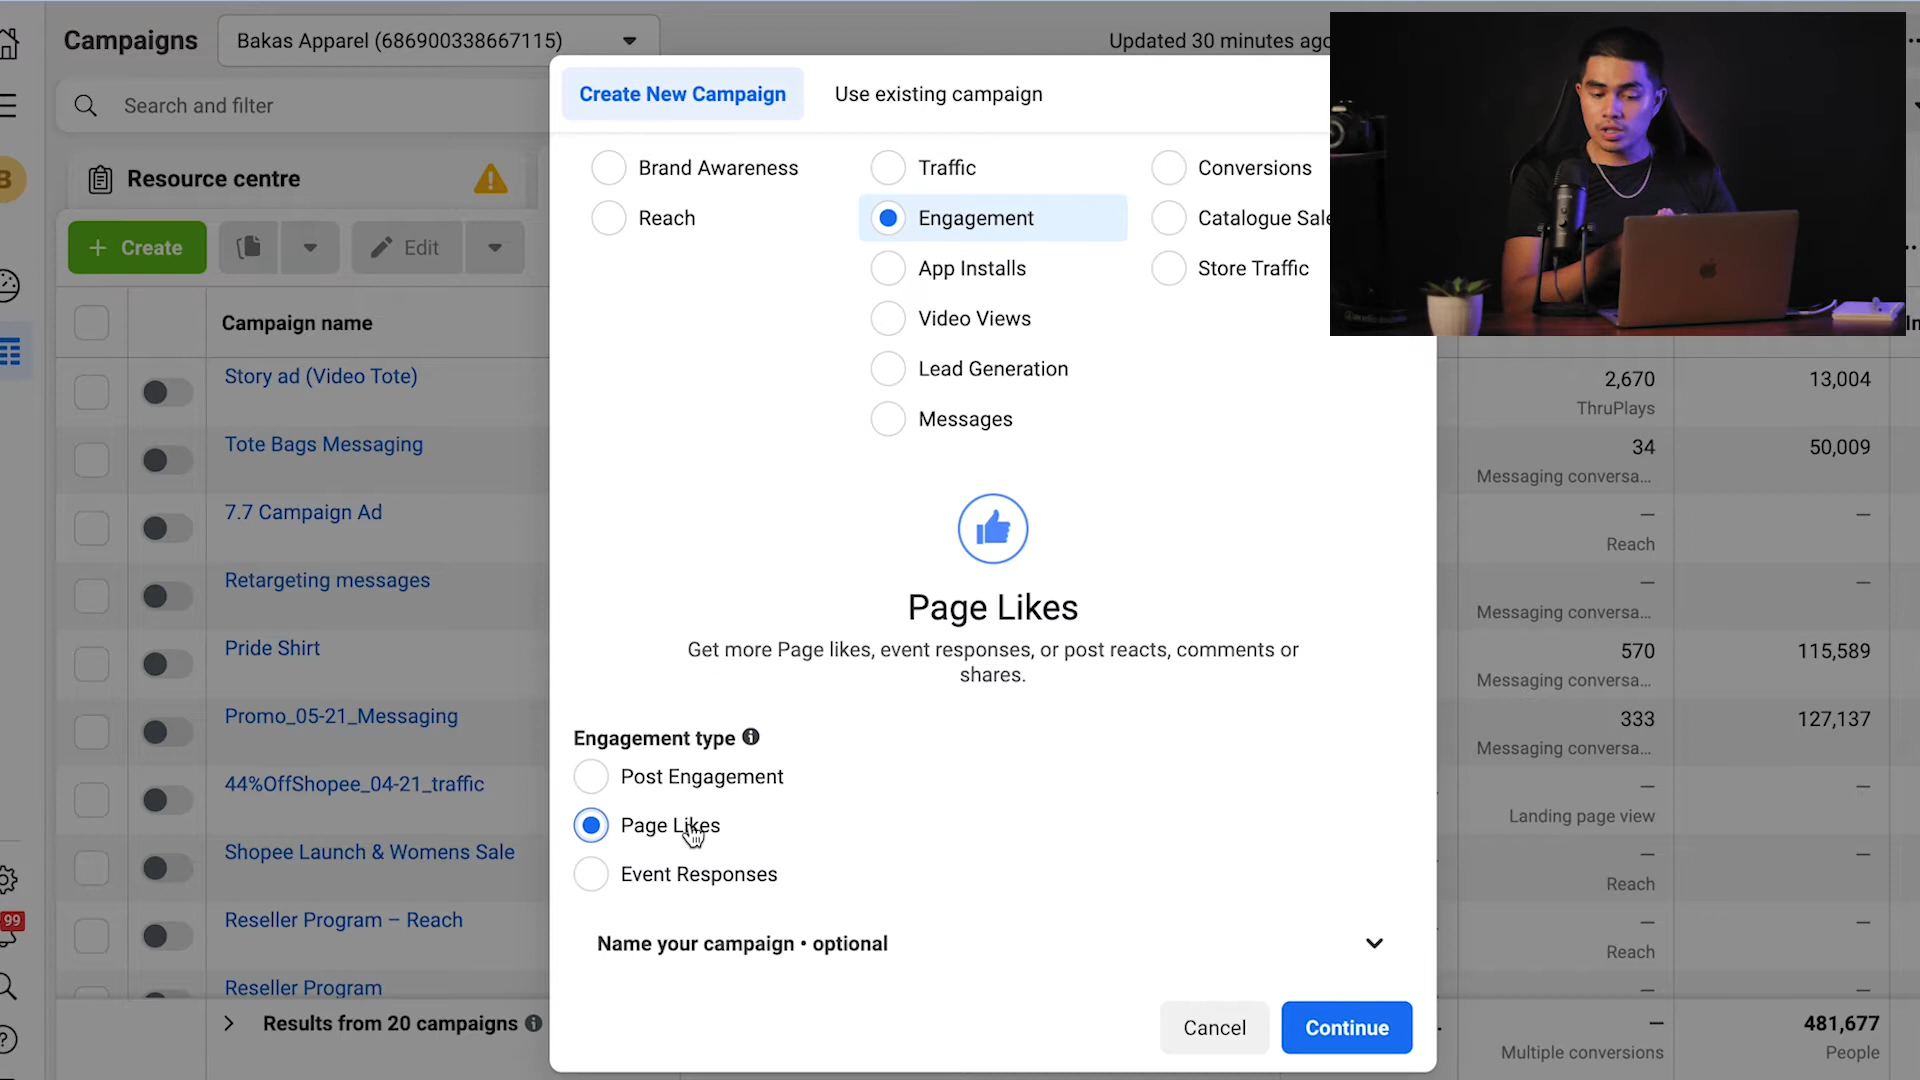 Campaigns
Bakas Apparel (686900338667115)
Updated 30 minutes ago
Search and filter
Create New Campaign
Use existing campaign
B
Resource centre
Brand Awareness
Traffic
Conversions
Reach
Engagement
Catalogue Sale
App Installs
Store Traffic
Video Views
Lead Generation
Messages
+ Create
Edit
Campaign name
In
Story ad (Video Tote)
2,670
13,004
ThruPlays
Tote Bags Messaging
34
50,009
Messaging conversa...
7.7 Campaign Ad
—
—
Reach
Retargeting messages
—
—
Messaging conversa...
Pride Shirt
570
115,589
Messaging conversa...
Promo_05-21_Messaging
333
127,137
Messaging conversa...
44%OffShopee_04-21_traffic
—
—
Landing page view
Shopee Launch & Womens Sale
—
—
Reach
Reseller Program – Reach
—
—
Reach
Reseller Program
—
—
99
Results from 20 campaigns
—
481,677
Multiple conversions
People
Page Likes
Get more Page likes, event responses, or post reacts, comments or
shares.
Engagement type
Post Engagement
Page Likes
Event Responses
Name your campaign • optional
Cancel
Continue